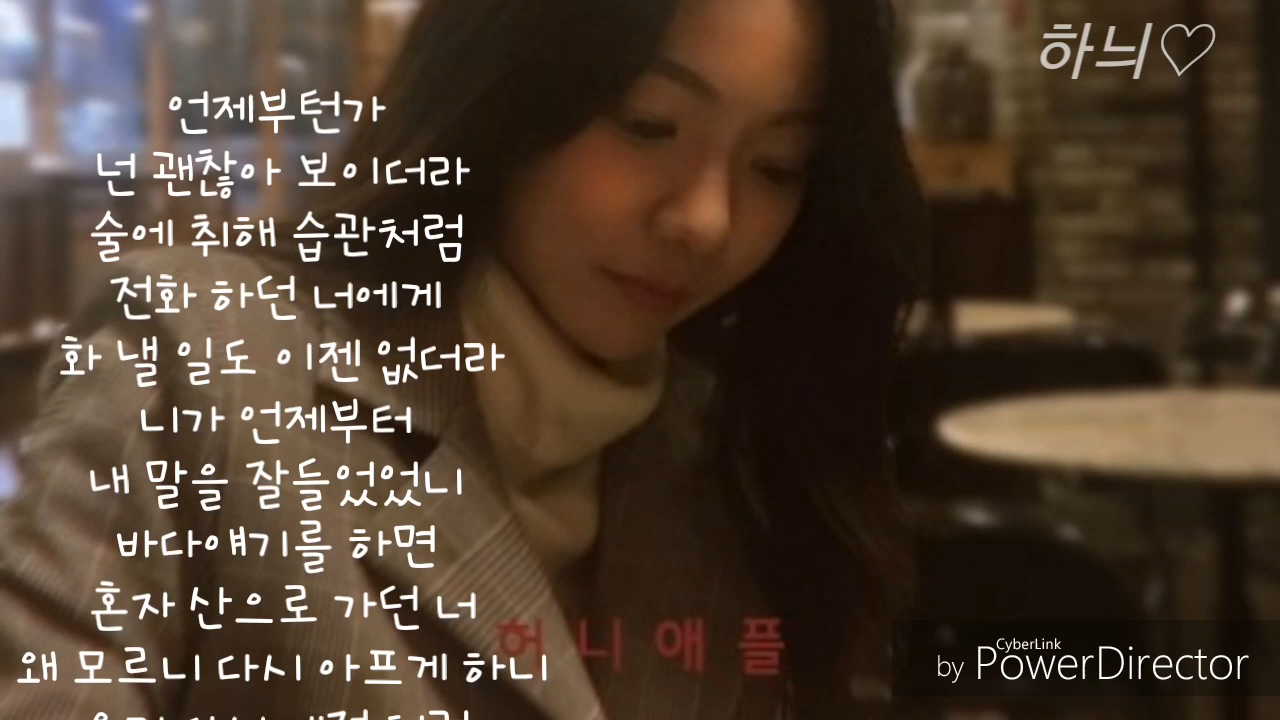 하늬♡
언제부턴가
넌 괜찮아 보이더라
술에 취해 습관처럼
전화 하던 너에게
화 낼 일도 이젠 없더라
니가 언제부터
내 말을 잘들었었니
바다얘기를 하면
혼자 산으로 가던 너
허 니 애 플
왜 모르니 다시 아프게 하니
CyberLink
by PowerDirector